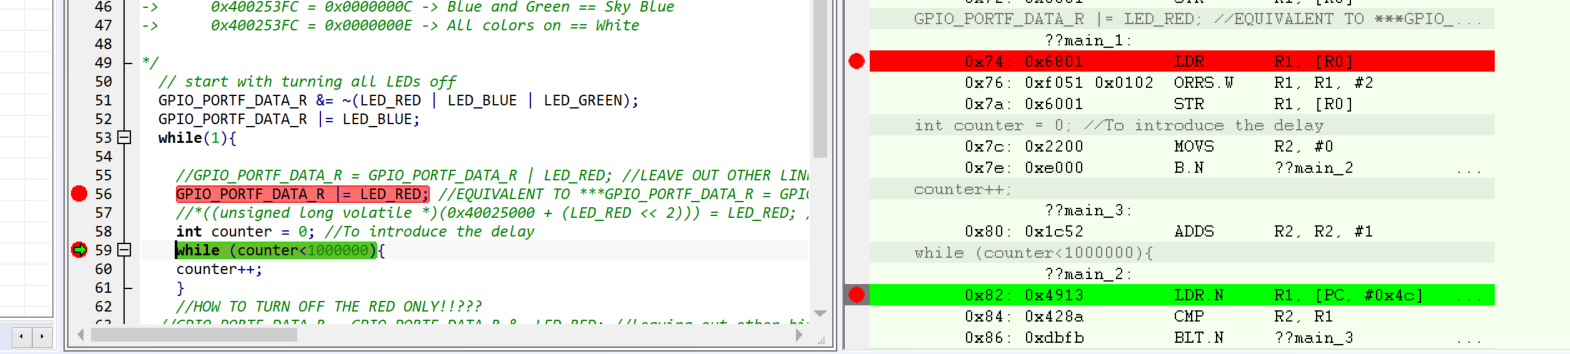 46 -> 0x400253FC = 0x0000000C -> Blue and Green == Sky Blue
47 -> 0x400253FC = 0x0000000E -> All colors on == White
48
49 */
50 // start with turning all LEDs off
51 GPIO_PORTF_DATA_R &= ~(LED_RED | LED_BLUE | LED_GREEN);
52 GPIO_PORTF_DATA_R |= LED_BLUE;
53 while(1){
54
55 //GPIO_PORTF_DATA_R = GPIO_PORTF_DATA_R | LED_RED; //LEAVE OUT OTHER LIN
56 GPIO_PORTF_DATA_R |= LED_RED; //EQUIVALENT TO ***GPIO_PORTF_DATA_R = GPIO
57 //*((unsigned long volatile *)(0x40025000 + (LED_RED << 2))) = LED_RED; /
58 int counter = 0; //To introduce the delay
59 while (counter<1000000){
60 counter++;
61 }
62 //HOW TO TURN OFF THE RED ONLY!!???
GPIO_PORTF_DATA_R |= LED_RED; //EQUIVALENT TO ***GPIO_...
??main_1:
0x74: 0x6801 LDR R1, [R0]
0x76: 0xf051 0x0102 ORRS.W R1, R1, #2
0x7a: 0x6001 STR R1, [R0]
int counter = 0; //To introduce the delay
0x7c: 0x2200 MOVS R2, #0
0x7e: 0xe000 B.N ??main_2 ...
counter++;
??main_3:
0x80: 0x1c52 ADDS R2, R2, #1
while (counter<1000000){
??main_2:
0x82: 0x4913 LDR.N R1, [PC, #0x4c] ...
0x84: 0x428a CMP R2, R1
0x86: 0xdbfb BLT.N ??main_3 ...